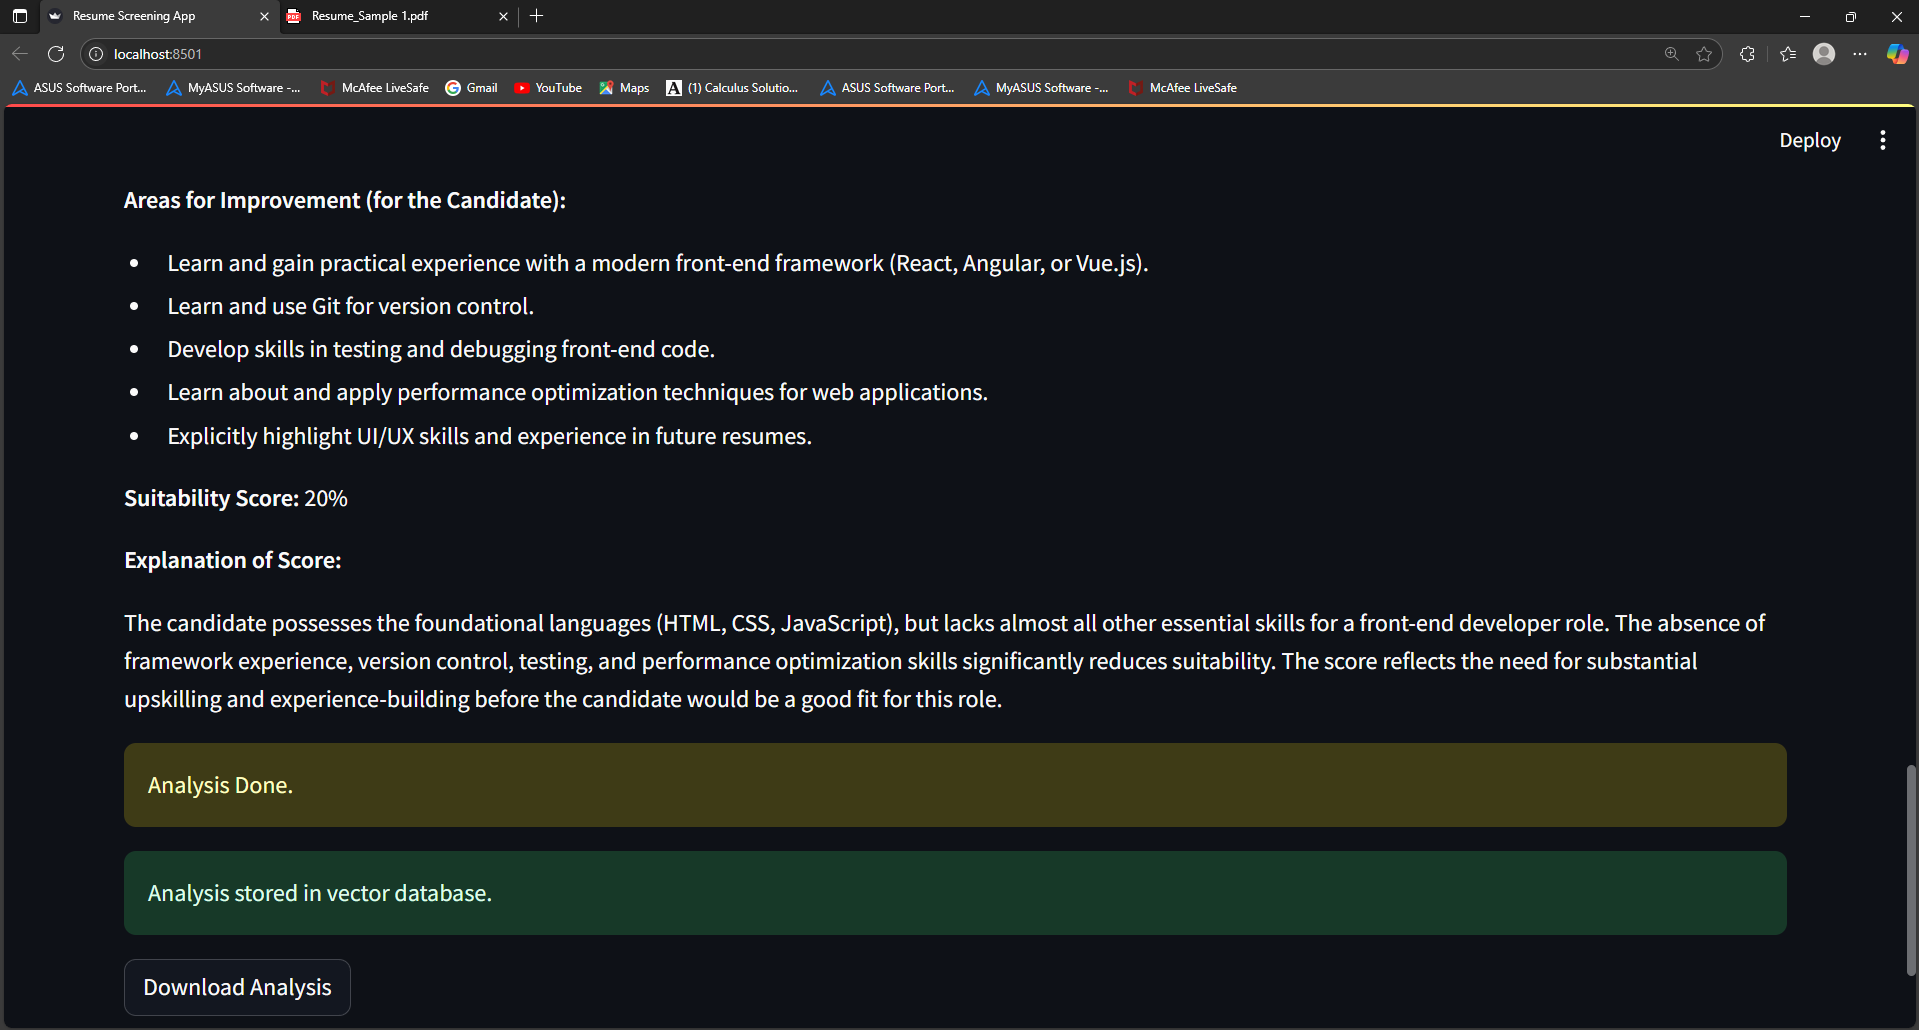 Resume Screening App
Resume_Sample 1.pdf
localhost:8501
ASUS Software Port...
MyASUS Software -...
McAfee LiveSafe
Gmail
YouTube
Maps
A (1) Calculus Solutio...
ASUS Software Port...
MyASUS Software -...
McAfee LiveSafe
Deploy
Areas for Improvement (for the Candidate):
• Learn and gain practical experience with a modern front-end framework (React, Angular, or Vue.js).
• Learn and use Git for version control.
• Develop skills in testing and debugging front-end code.
• Learn about and apply performance optimization techniques for web applications.
• Explicitly highlight UI/UX skills and experience in future resumes.
Suitability Score: 20%
Explanation of Score:
The candidate possesses the foundational languages (HTML, CSS, JavaScript), but lacks almost all other essential skills for a front-end developer role. The absence of
framework experience, version control, testing, and performance optimization skills significantly reduces suitability. The score reflects the need for substantial
upskilling and experience-building before the candidate would be a good fit for this role.
Analysis Done.
Analysis stored in vector database.
Download Analysis